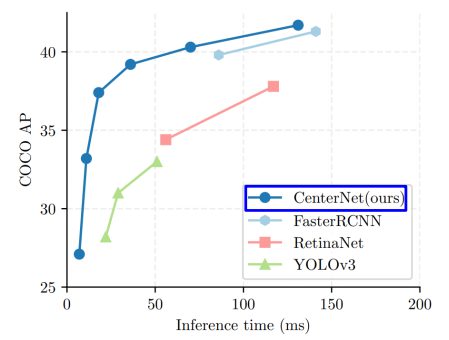 40
35
30
25
COCO AP
CenterNet(ours)
FasterRCNN
RetinaNet
YOLOv3
0 50 100 150 200
Inference time (ms)